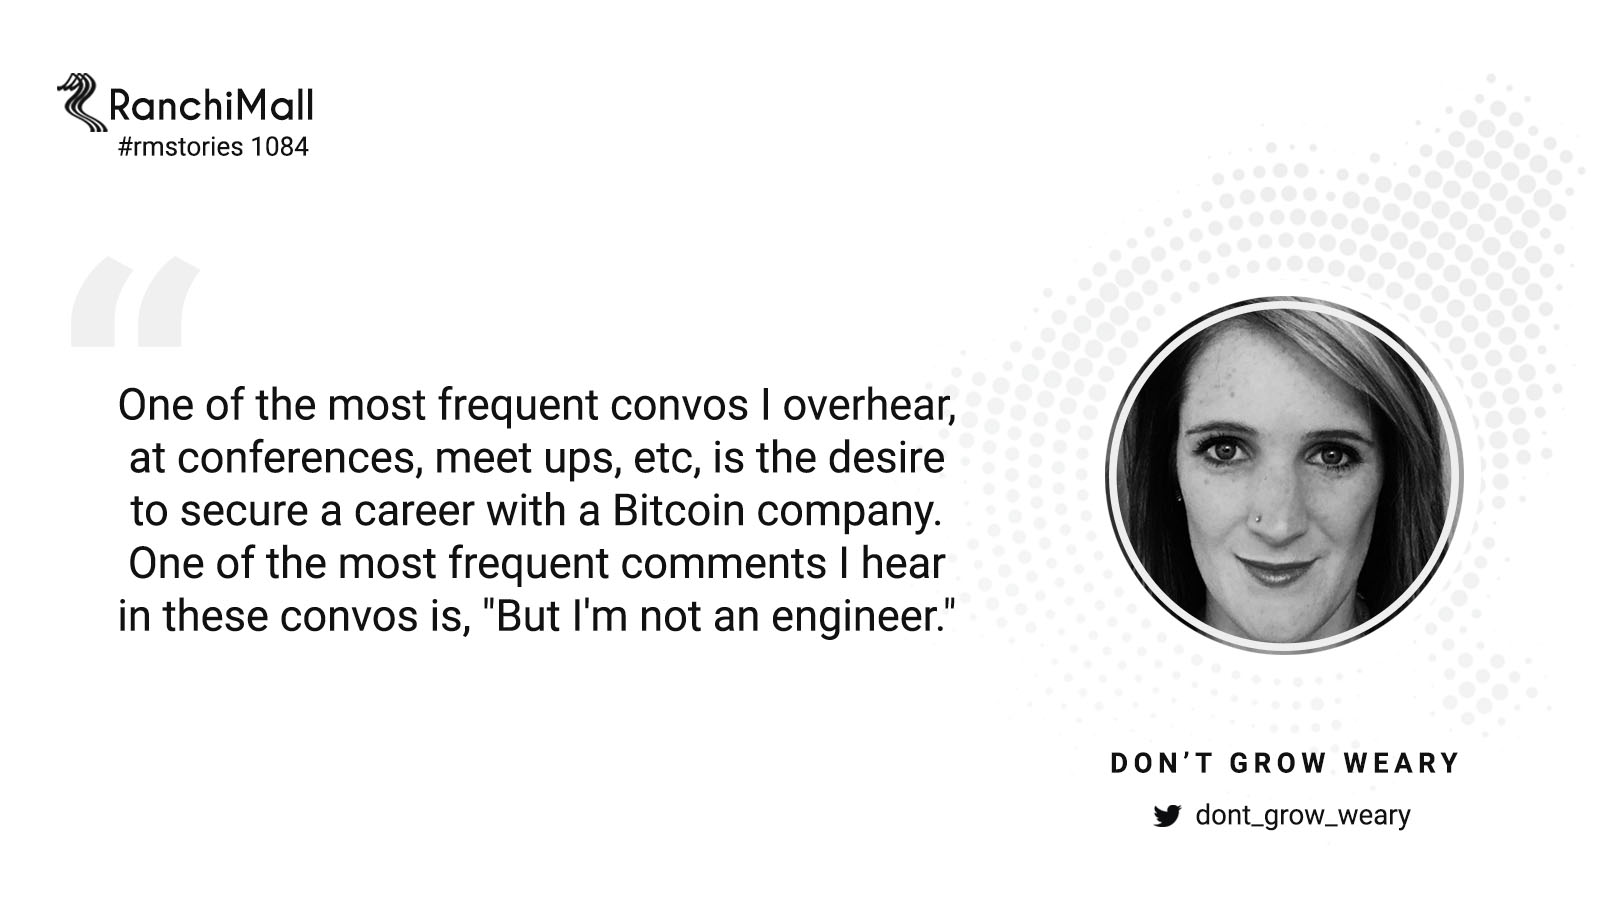 RanchiMall
#rmstories 1084
“
One of the most frequent convos I overhear,
at conferences, meet ups, etc, is the desire
to secure a career with a Bitcoin company.
One of the most frequent comments I hear
in these convos is, "But I'm not an engineer."
DON’T GROW WEARY
dont_grow_weary